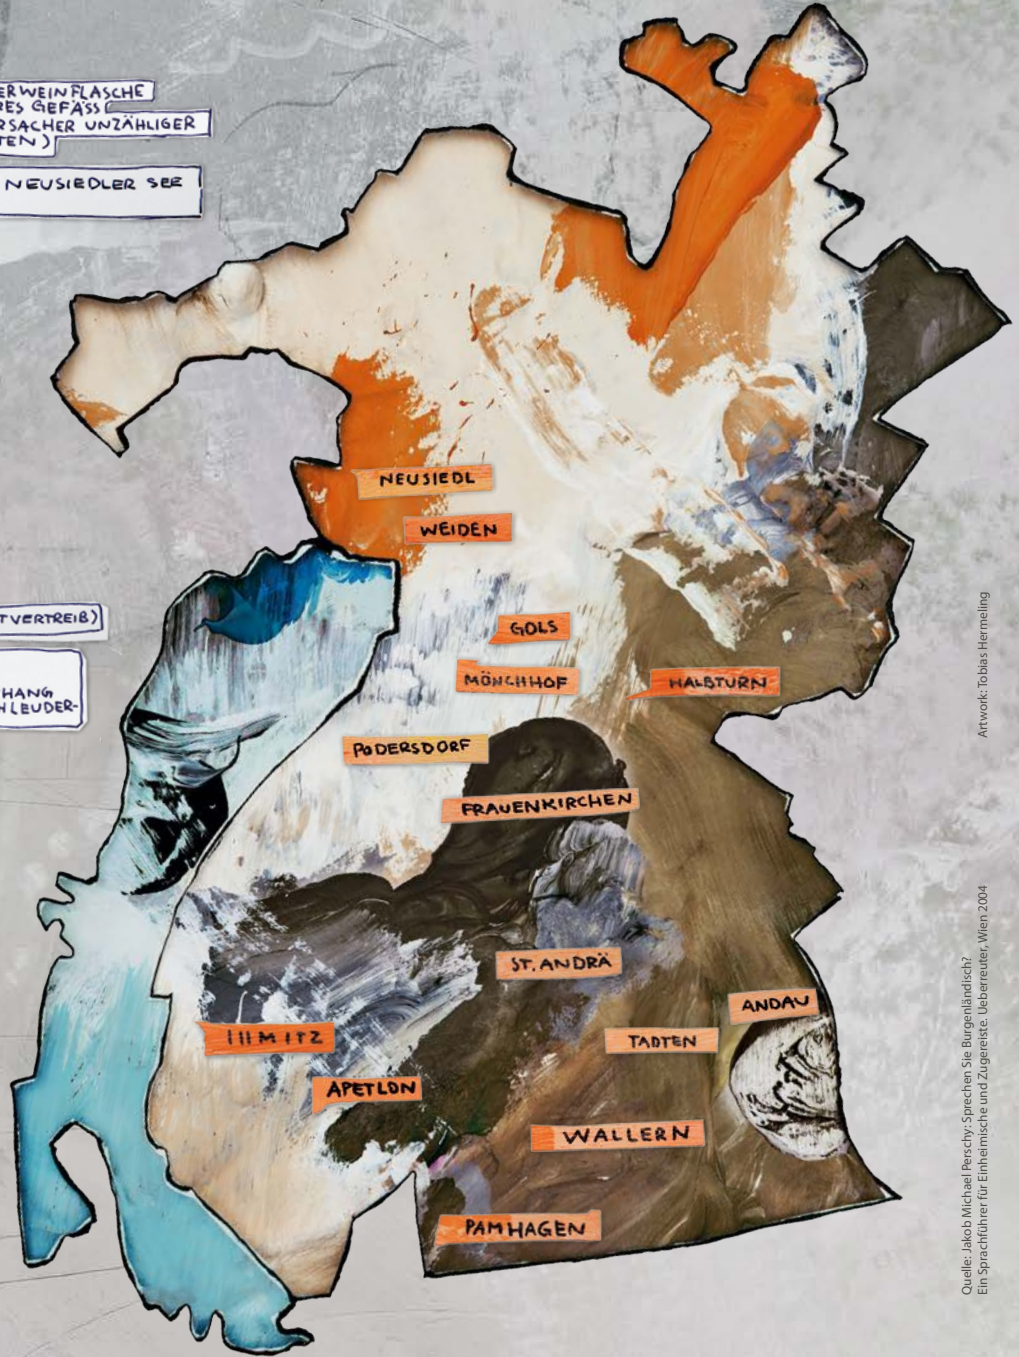 ERWEINFLASCHE
RES GEFÄSS
RSACHER UNZÄHLIGER
TEN)
NEUSIEDLER SEE
NEUSIEDL
WEIDEN
TVERTREIB)
GOLS
HANG
HLEUDER-
MÖNCHHOF
HALBTURN
PODERSDORF
FRAUENKIRCHEN
ST. ANDRÄ
ANDAU
IllMITZ
TADTEN
APETLON
WALLERN
PAMHAGEN
Artwork: Tobias Hermeling
Quelle: Jakob Michael Perschy: Sprechen Sie Burgenländisch?
Ein Sprachführer für Einheimische und Zugereiste. Ueberreuter, Wien 2004